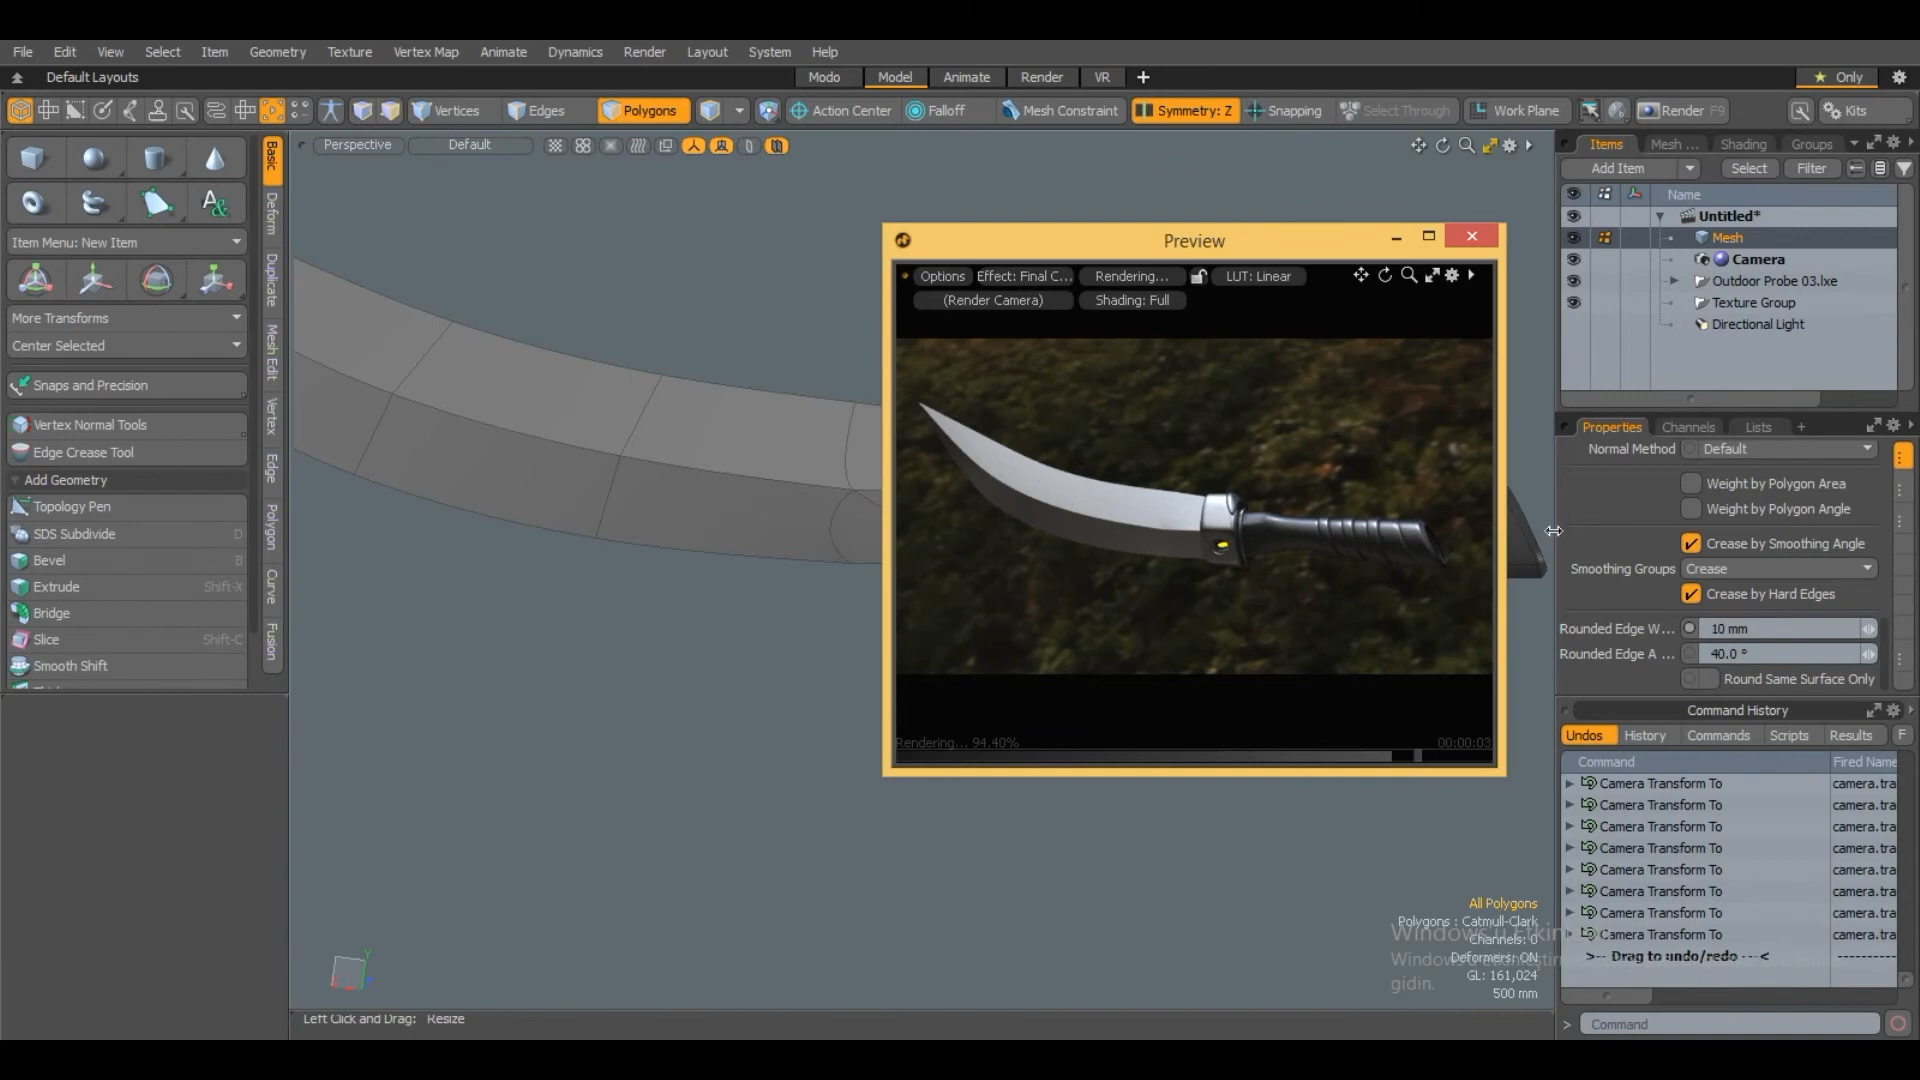 File Edit View Select Item Geometry Texture Vertex Map Animate Dynamics Render Layout System Help
Default Layouts Modo Model Animate Render VR + Only
Vertices Edges Polygons Action Center Falloff Mesh Constraint Symmetry: Z Snapping Select Through Work Plane Render F9 Kits
Perspective Default
Basic
Deform
Duplicate
Mesh Edit
Vertex
Edge
Polygon
Curve
Fusion
Item Menu: New Item
More Transforms
Center Selected
Snaps and Precision
Vertex Normal Tools
Edge Crease Tool
Add Geometry
Topology Pen
SDS Subdivide D
Bevel B
Extrude Shift-X
Bridge
Slice Shift-C
Smooth Shift
Preview
Options Effect: Final C... Rendering... LUT: Linear
(Render Camera) Shading: Full
Rendering... 94.40% 00:00:03
Items Mesh ... Shading Groups
Add Item Select Filter
Name
Untitled*
Mesh
Camera
Outdoor Probe 03.lxe
Texture Group
Directional Light
Properties Channels Lists +
Normal Method Default
Weight by Polygon Area
Weight by Polygon Angle
Crease by Smoothing Angle
Smoothing Groups Crease
Crease by Hard Edges
Rounded Edge W... 10 mm
Rounded Edge A ... 40.0 °
Round Same Surface Only
Command History
Undos History Commands Scripts Results F
Command Fired Name
Camera Transform To camera.tra
Camera Transform To camera.tra
Camera Transform To camera.tra
Camera Transform To camera.tra
Camera Transform To camera.tra
Camera Transform To camera.tra
Camera Transform To camera.tra
Camera Transform To camera.tra
>-- Drag to undo/redo ---< ----------
> Command
All Polygons
Polygons : Catmull-Clark
Channels: 0
Deformers: ON
GL: 161,024
500 mm
gidin.
Left Click and Drag: Resize